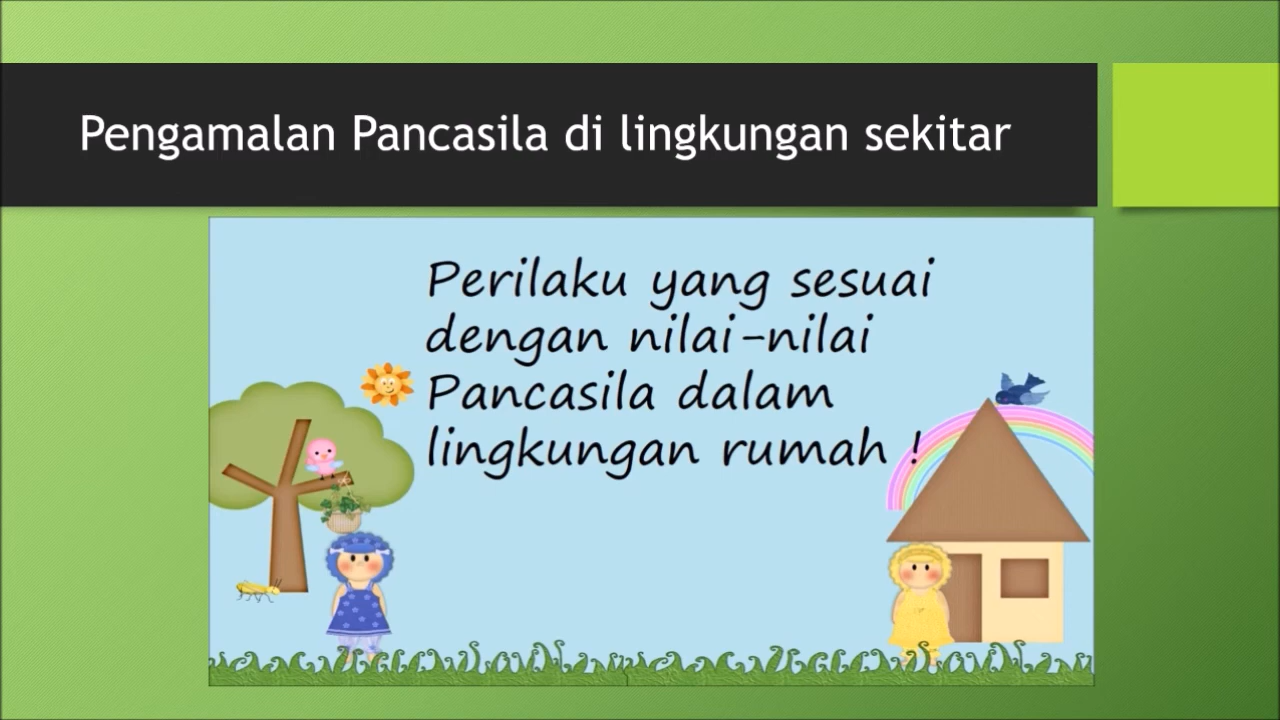 Pengamalan Pancasila di lingkungan sekitar
Perilaku yang sesuai
dengan nilai-nilai
Pancasila dalam
lingkungan rumah !